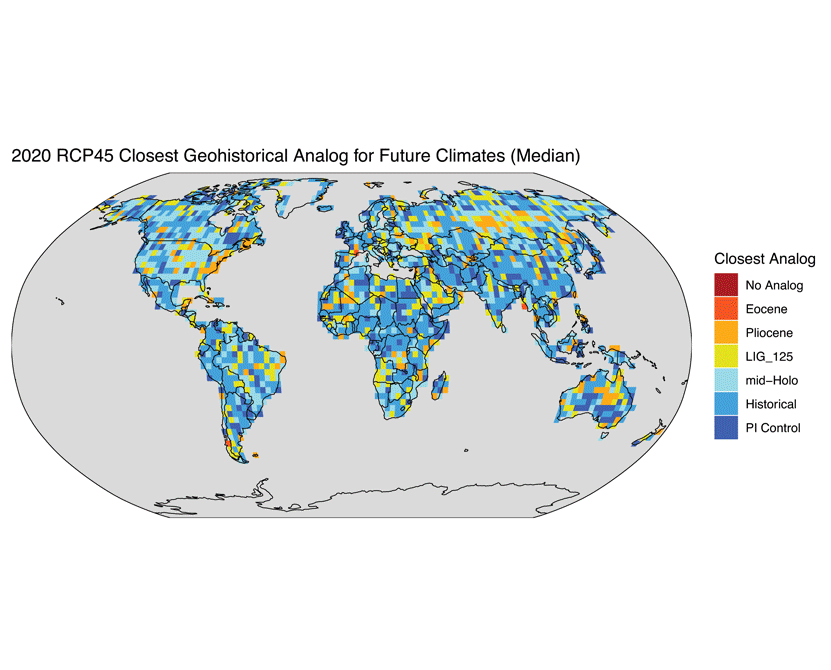 2020 RCP45 Closest Geohistorical Analog for Future Climates (Median)
Closest Analog
No Analog
Eocene
Pliocene
LIG_125
mid−Holo
Historical
PI Control